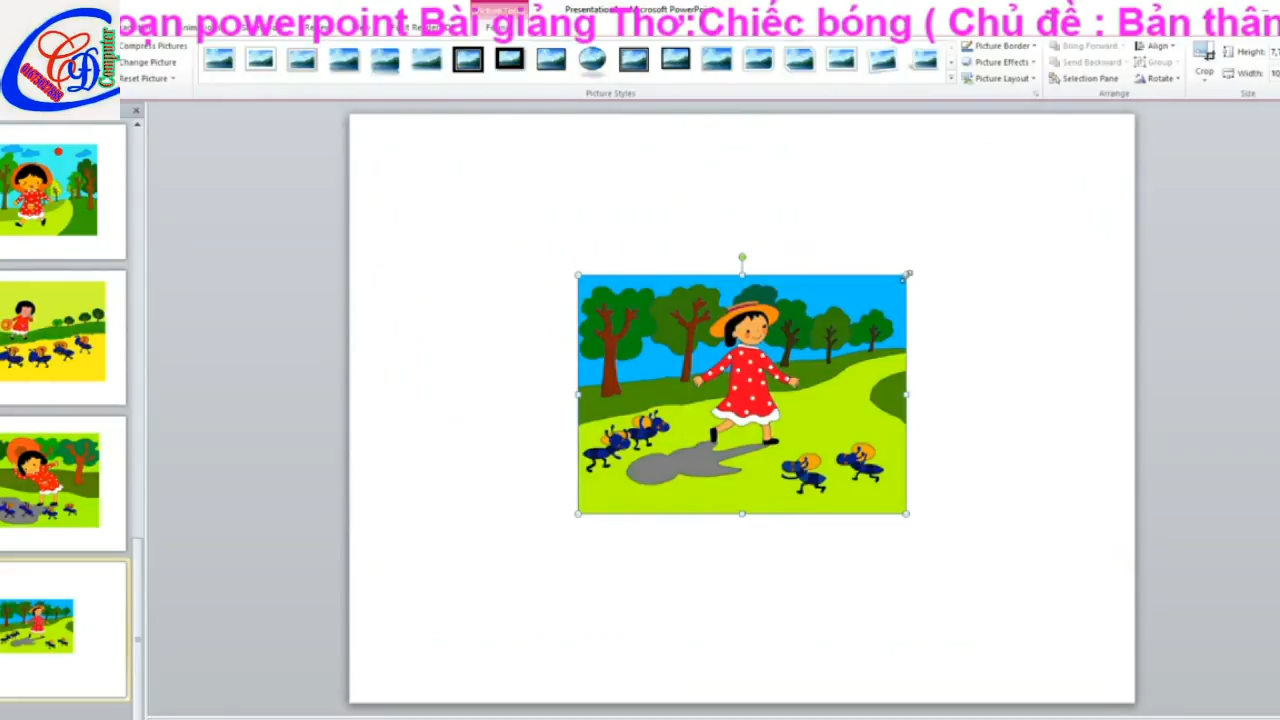 oạn powerpoint Bài giảng Thơ:Chiếc bóng ( Chủ đề : Bản thân
Compress Pictures
Change Picture
Reset Picture
Picture Styles
Picture Border
Picture Effects
Picture Layout
Bring Forward
Send Backward
Selection Pane
Align
Group
Rotate
Arrange
Crop
Height:
Width:
Size
Computer